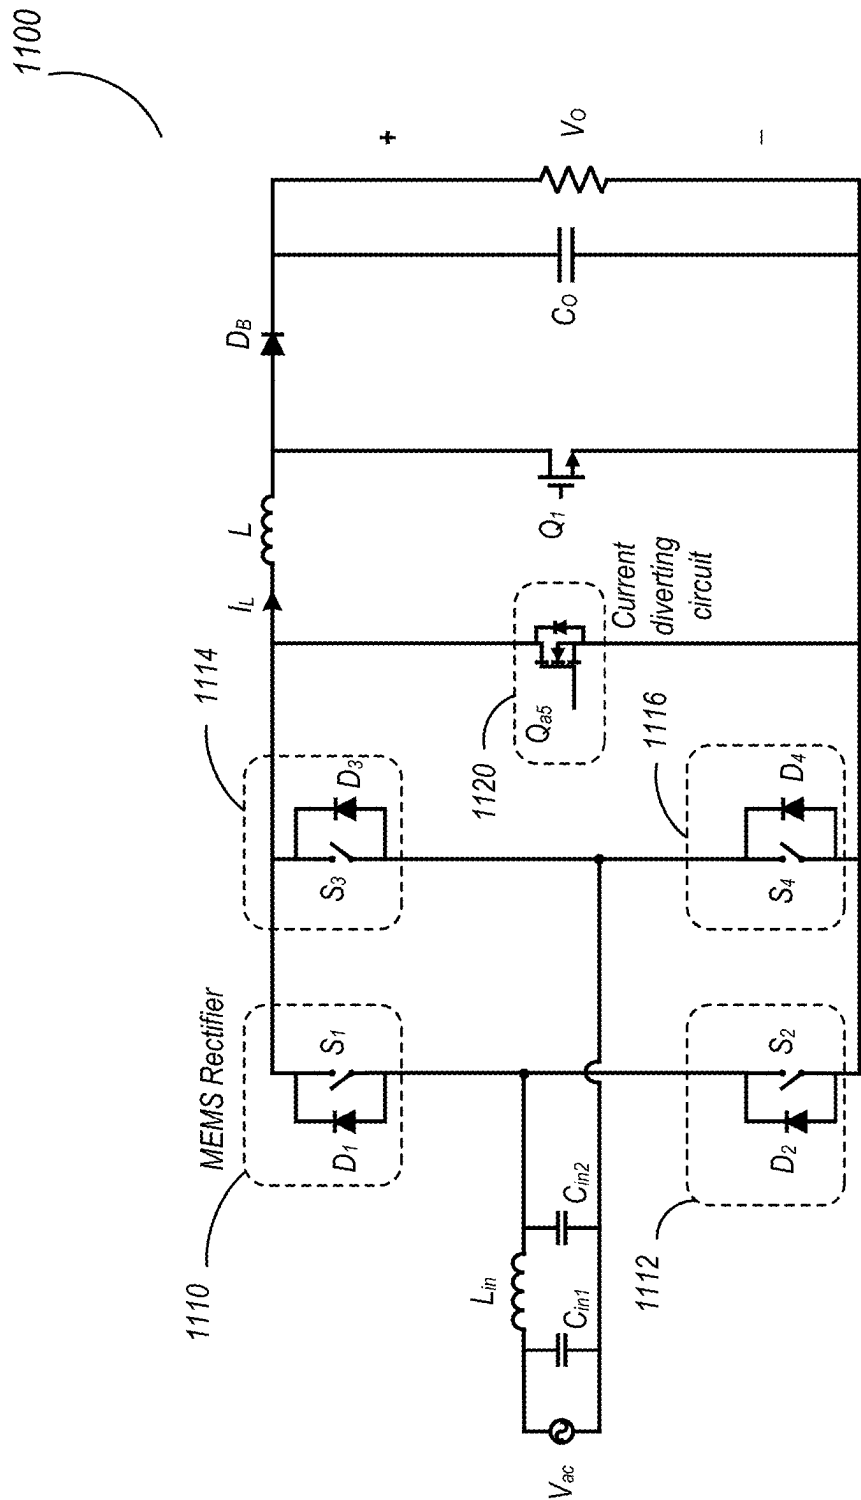 1100
MEMS Rectifier
1110
1112
1114
1116
1120
D1
S1
D2
S2
S3
D3
S4
D4
Vac
Lin
Cin1
Cin2
IL
L
Qa5
Current
diverting
circuit
Q1
DB
CO
+
VO
−